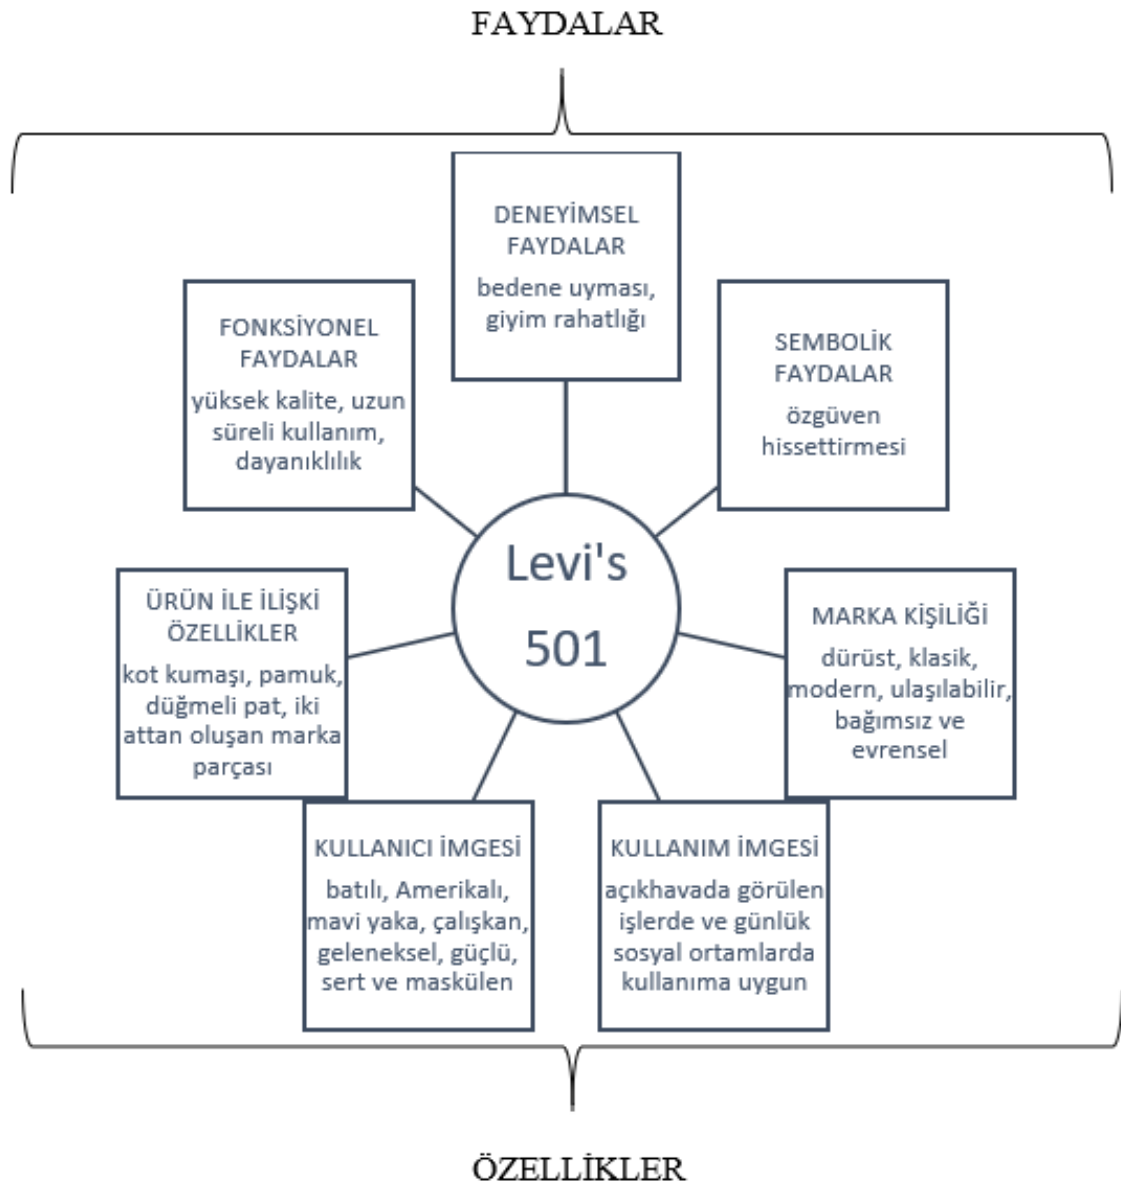 FAYDALAR
DENEYİMSEL
FAYDALAR
bedene uyması,
giyim rahatlığı
FONKSİYONEL
FAYDALAR
yüksek kalite, uzun
süreli kullanım,
dayanıklılık
SEMBOLİK
FAYDALAR
özgüven
hissettirmesi
Levi's
501
ÜRÜN İLE İLİŞKİ
ÖZELLİKLER
kot kumaşı, pamuk,
düğmeli pat, iki
attan oluşan marka
parçası
MARKA KİŞİLİĞİ
dürüst, klasik,
modern, ulaşılabilir,
bağımsız ve
evrensel
KULLANICI İMGESİ
batılı, Amerikalı,
mavi yaka, çalışkan,
geleneksel, güçlü,
sert ve maskülen
KULLANIM İMGESİ
açıkhavada görülen
işlerde ve günlük
sosyal ortamlarda
kullanıma uygun
ÖZELLİKLER